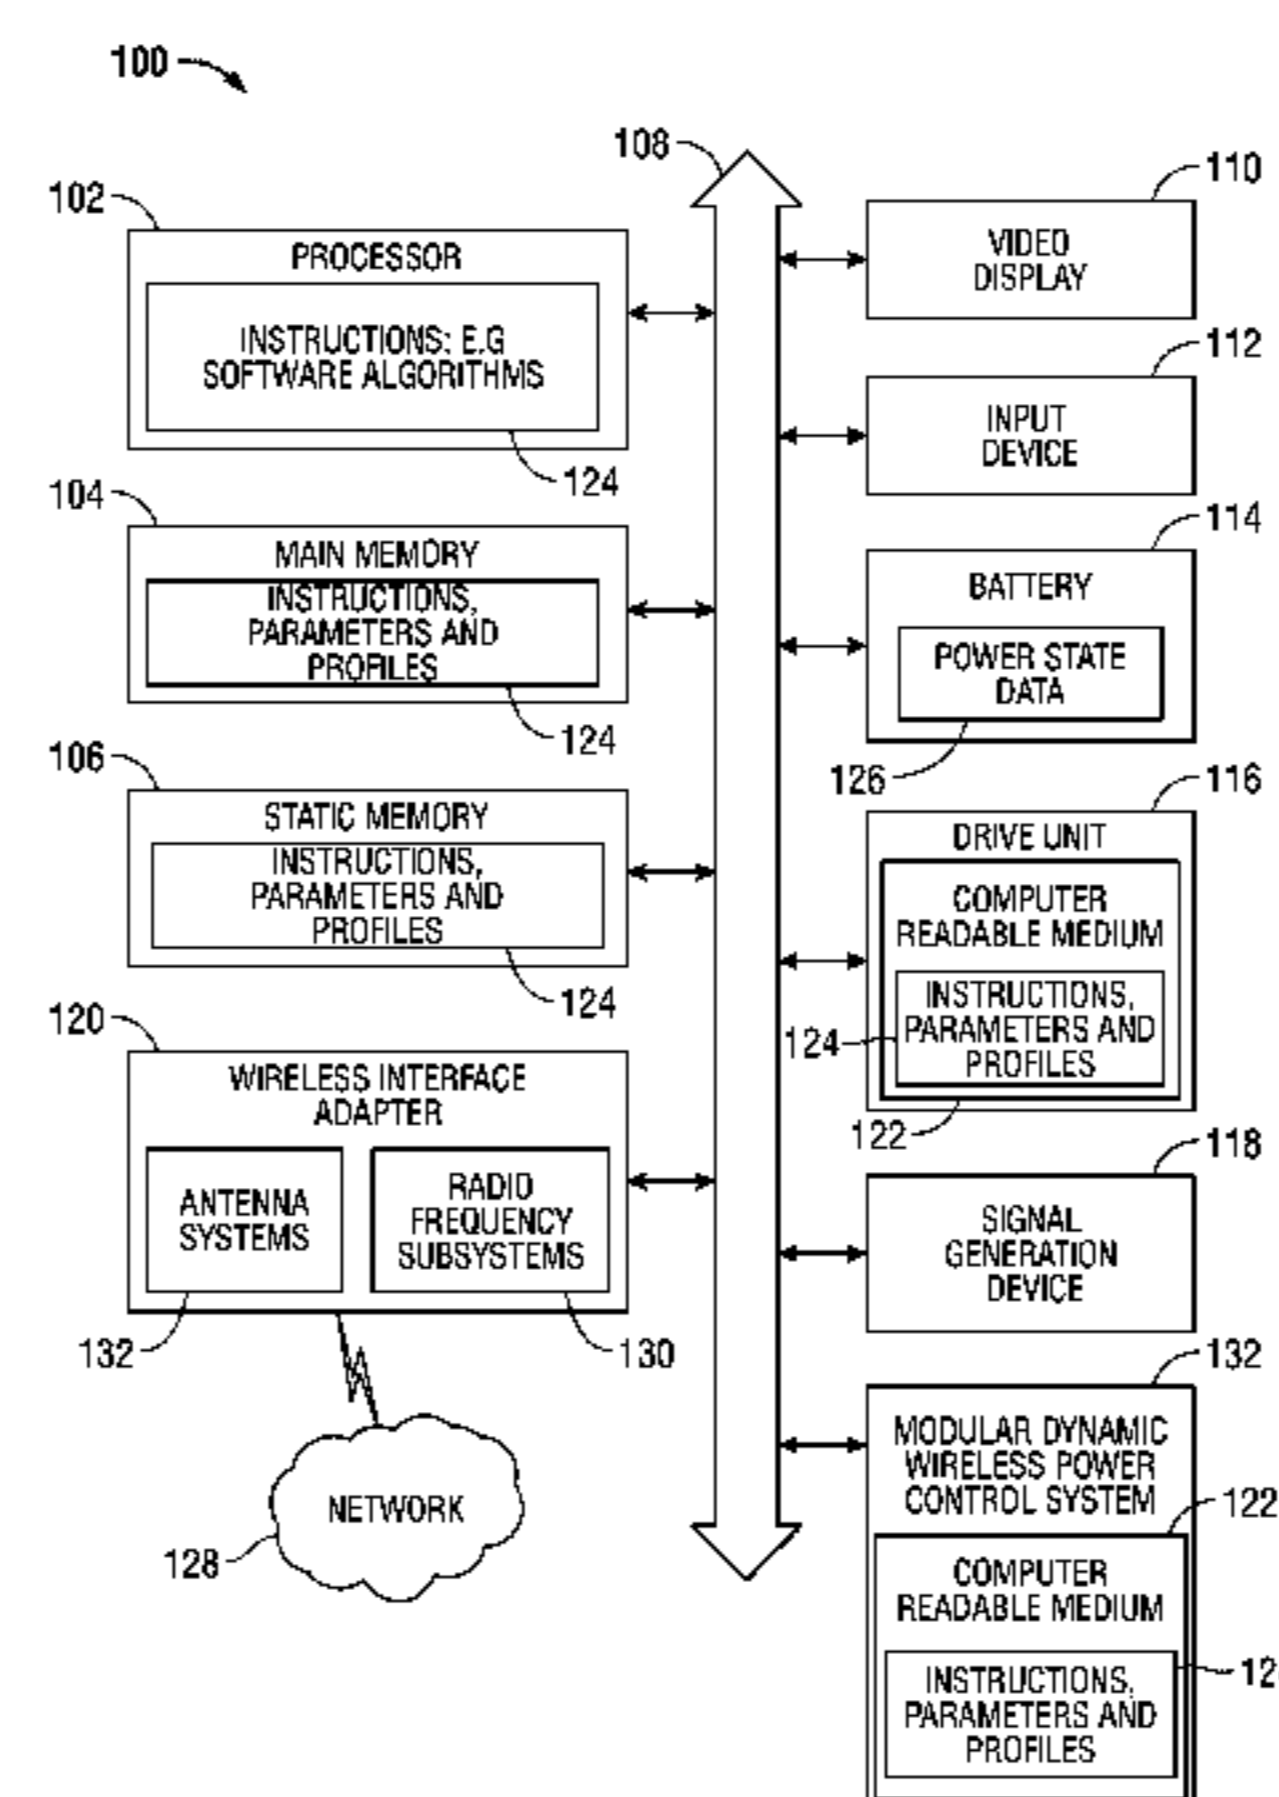 100
108
102
PROCESSOR
INSTRUCTIONS; E.G
SOFTWARE ALGORITHMS
124
104
MAIN MEMORY
INSTRUCTIONS,
PARAMETERS AND
PROFILES
124
106
STATIC MEMORY
INSTRUCTIONS,
PARAMETERS AND
PROFILES
124
120
WIRELESS INTERFACE
ADAPTER
ANTENNA
SYSTEMS
RADIO
FREQUENCY
SUBSYSTEMS
132
130
NETWORK
128
110
VIDEO
DISPLAY
112
INPUT
DEVICE
114
BATTERY
POWER STATE
DATA
126
116
DRIVE UNIT
COMPUTER
READABLE MEDIUM
INSTRUCTIONS,
PARAMETERS AND
PROFILES
124
122
118
SIGNAL
GENERATION
DEVICE
132
MODULAR DYNAMIC
WIRELESS POWER
CONTROL SYSTEM
122
COMPUTER
READABLE MEDIUM
INSTRUCTIONS,
PARAMETERS AND
PROFILES